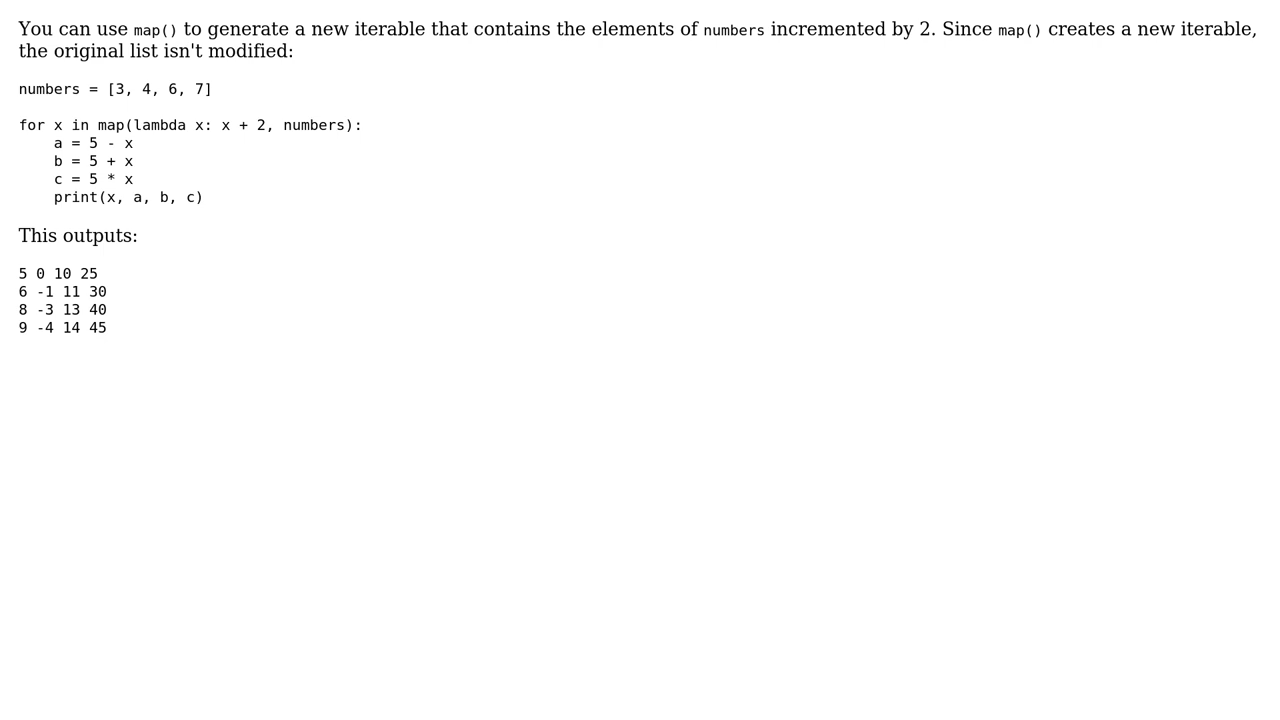 You can use map() to generate a new iterable that contains the elements of numbers incremented by 2. Since map() creates a new iterable,
the original list isn't modified:
numbers = [3, 4, 6, 7]
for x in map(lambda x: x + 2, numbers):
    a = 5 - x
    b = 5 + x
    c = 5 * x
    print(x, a, b, c)
This outputs:
5 0 10 25
6 -1 11 30
8 -3 13 40
9 -4 14 45